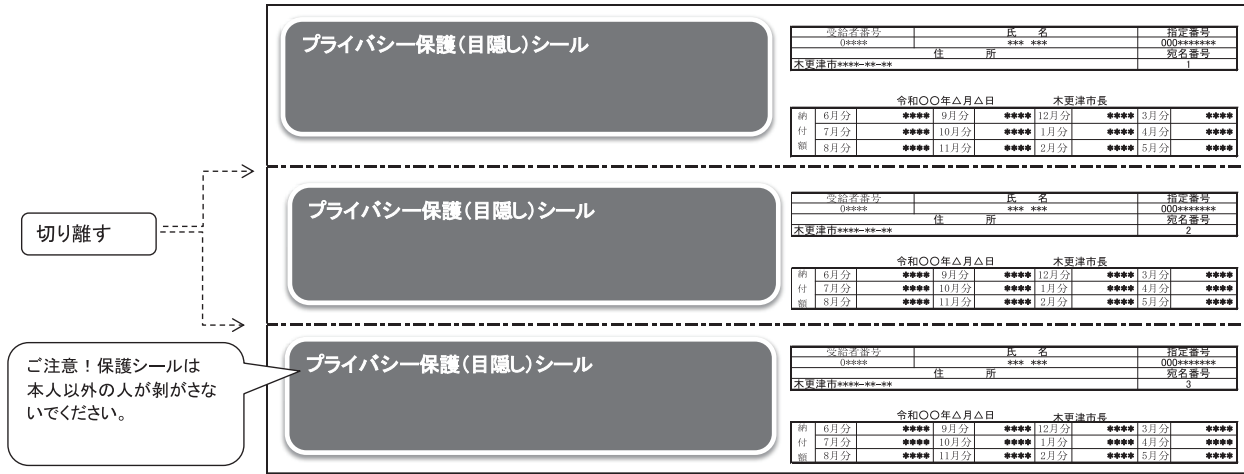 プライバシー保護(目隠し)シール
受給者番号 氏 名 指定番号
0**** *** *** 000*******
住 所 宛名番号
木更津市****-**-** 1
令和〇〇年△月△日 木更津市長
納 6月分 **** 9月分 **** 12月分 **** 3月分 ****
付 7月分 **** 10月分 **** 1月分 **** 4月分 ****
額 8月分 **** 11月分 **** 2月分 **** 5月分 ****
切り離す
プライバシー保護(目隠し)シール
受給者番号 氏 名 指定番号
0**** *** *** 000*******
住 所 宛名番号
木更津市****-**-** 2
令和〇〇年△月△日 木更津市長
納 6月分 **** 9月分 **** 12月分 **** 3月分 ****
付 7月分 **** 10月分 **** 1月分 **** 4月分 ****
額 8月分 **** 11月分 **** 2月分 **** 5月分 ****
ご注意!保護シールは
本人以外の人が剝がさな
いでください。
プライバシー保護(目隠し)シール
受給者番号 氏 名 指定番号
0**** *** *** 000*******
住 所 宛名番号
木更津市****-**-** 3
令和〇〇年△月△日 木更津市長
納 6月分 **** 9月分 **** 12月分 **** 3月分 ****
付 7月分 **** 10月分 **** 1月分 **** 4月分 ****
額 8月分 **** 11月分 **** 2月分 **** 5月分 ****